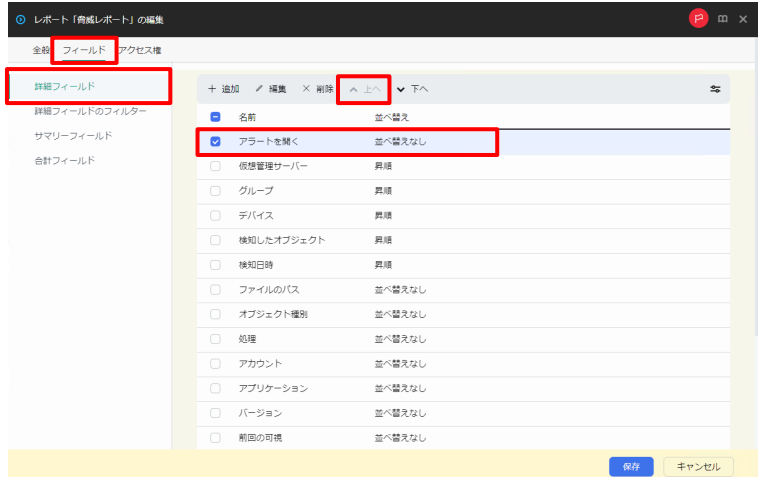 レポート「脅威レポート」の編集
全般 フィールド アクセス権
詳細フィールド
詳細フィールドのフィルター
サマリーフィールド
合計フィールド
追加 編集 削除 上へ 下へ
名前 並べ替え
アラートを開く 並べ替えなし
仮想管理サーバー 昇順
グループ 昇順
デバイス 昇順
検知したオブジェクト 昇順
検知日時 昇順
ファイルのパス 並べ替えなし
オブジェクト種別 並べ替えなし
処理 並べ替えなし
アカウント 並べ替えなし
アプリケーション 並べ替えなし
バージョン 並べ替えなし
前回の可視 並べ替えなし
保存 キャンセル